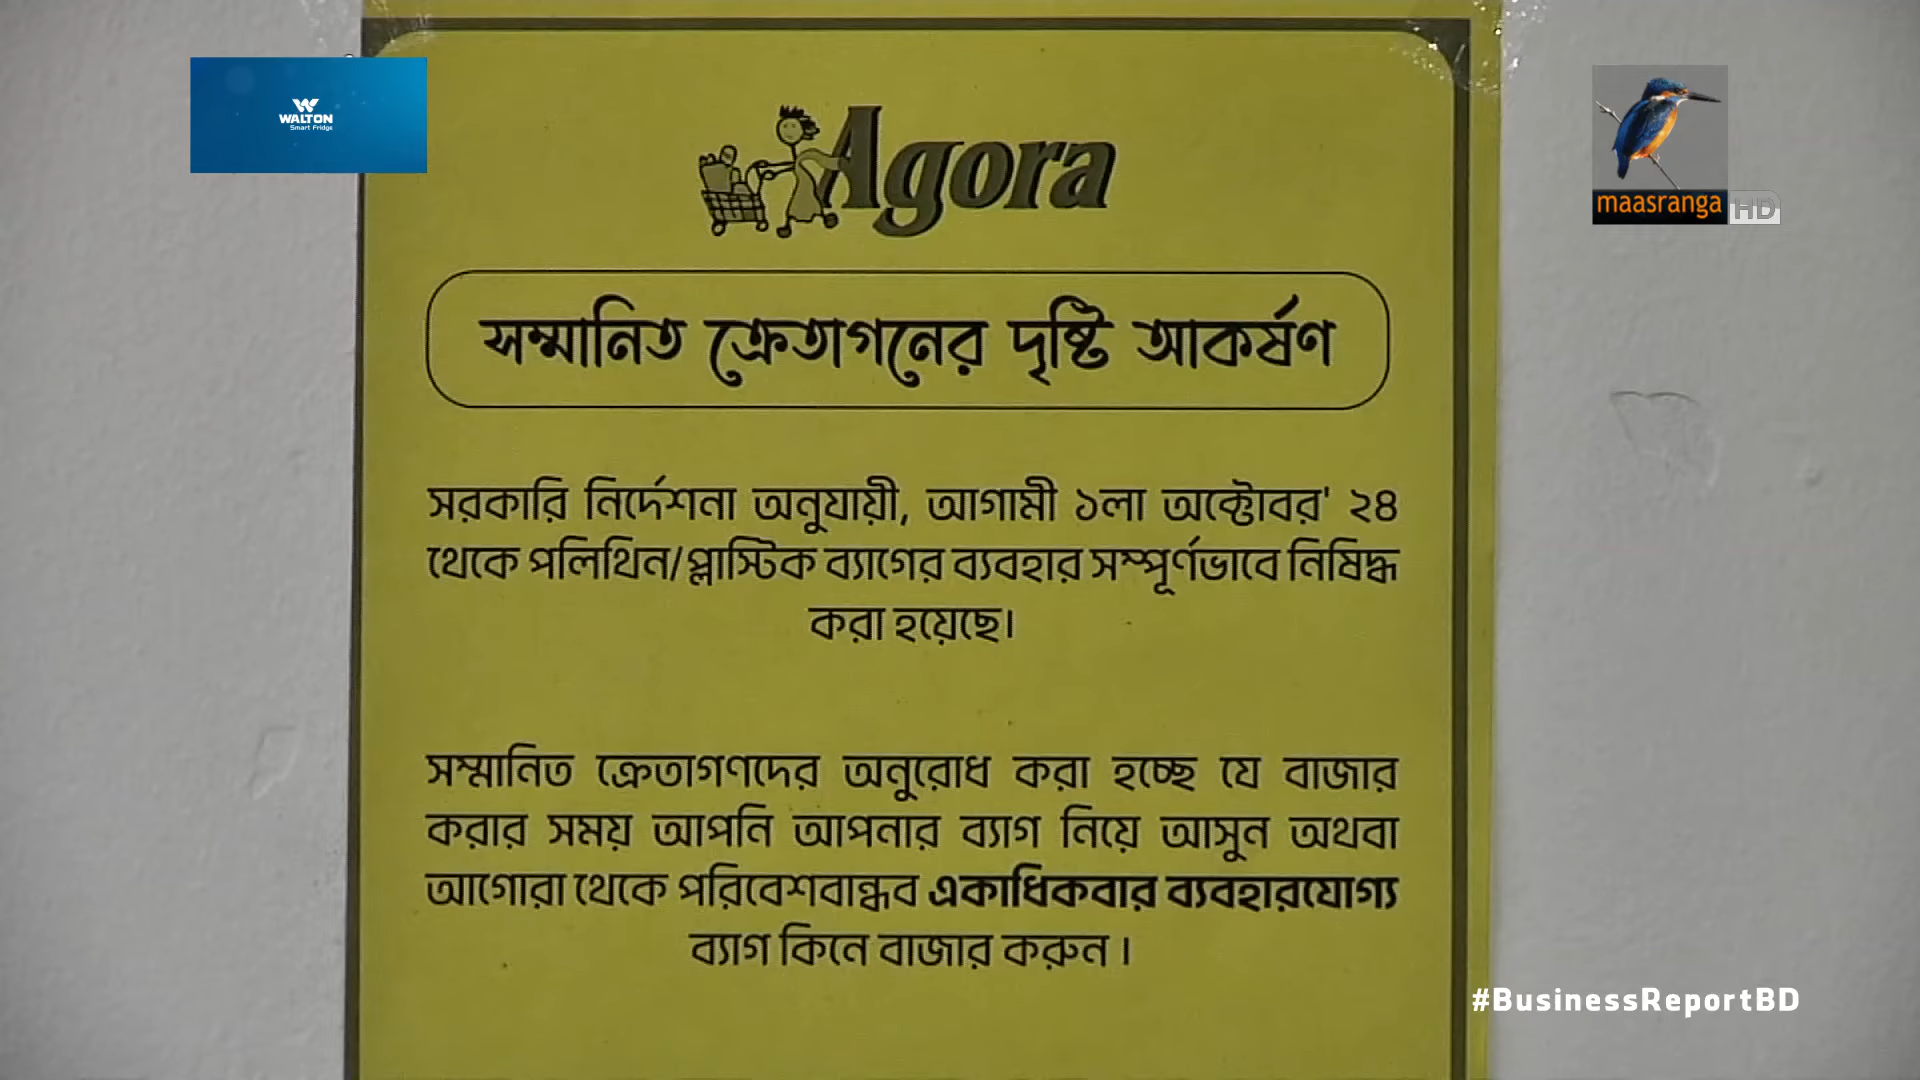 WALTON
Smart Fridge
maasranga HD
Agora
সম্মানিত ক্রেতাগনের দৃষ্টি আকর্ষণ
সরকারি নির্দেশনা অনুযায়ী, আগামী ১লা অক্টোবর' ২৪
থেকে পলিথিন/প্লাস্টিক ব্যাগের ব্যবহার সম্পূর্ণভাবে নিষিদ্ধ
করা হয়েছে।
সম্মানিত ক্রেতাগণদের অনুরোধ করা হচ্ছে যে বাজার
করার সময় আপনি আপনার ব্যাগ নিয়ে আসুন অথবা
আগোরা থেকে পরিবেশবান্ধব একাধিকবার ব্যবহারযোগ্য
ব্যাগ কিনে বাজার করুন ।
#BusinessReportBD